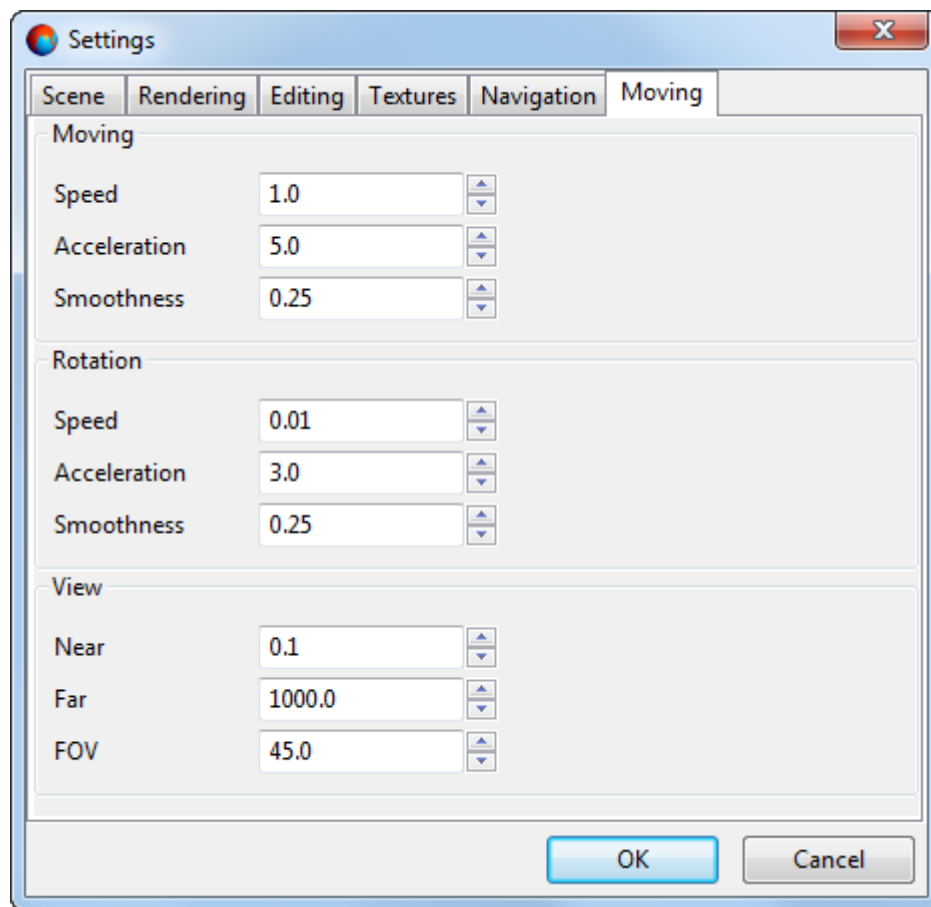 Settings
Scene Rendering Editing Textures Navigation Moving
Moving
Speed 1.0
Acceleration 5.0
Smoothness 0.25
Rotation
Speed 0.01
Acceleration 3.0
Smoothness 0.25
View
Near 0.1
Far 1000.0
FOV 45.0
OK Cancel